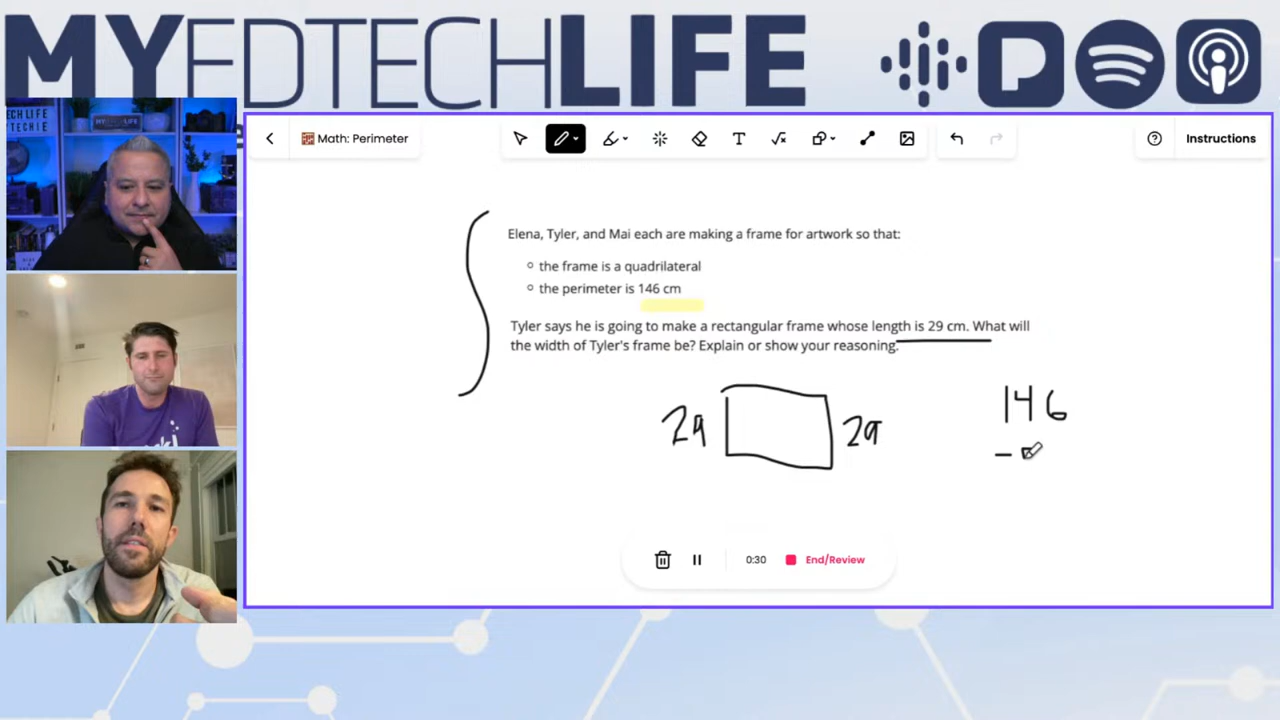 MYEDTECHLIFE
Math: Perimeter
Instructions
Elena, Tyler, and Mai each are making a frame for artwork so that:
the frame is a quadrilateral
the perimeter is 146 cm
Tyler says he is going to make a rectangular frame whose length is 29 cm. What will
the width of Tyler's frame be? Explain or show your reasoning.
29 29
146
-
0:30 End/Review